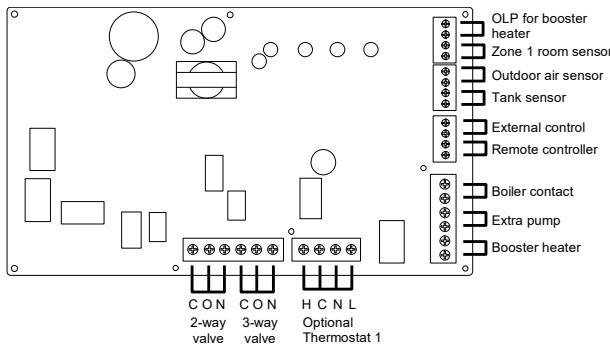 OLP for booster
heater
Zone 1 room sensor
Outdoor air sensor
Tank sensor
External control
Remote controller
Boiler contact
Extra pump
Booster heater
C O N C O N H C N L
2-way 3-way Optional
valve valve Thermostat 1